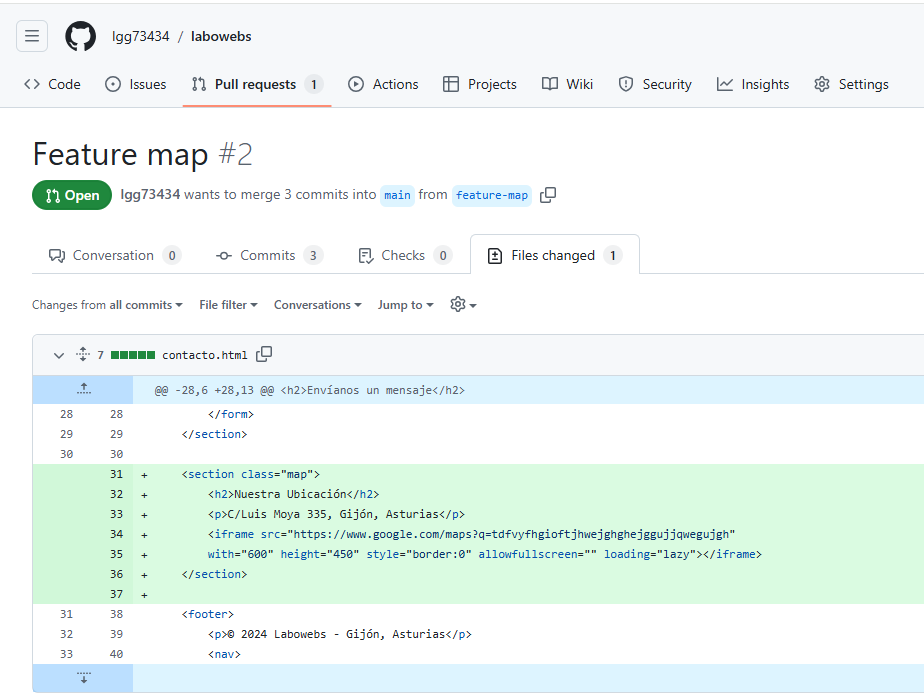 lgg73434 / labowebs
Code Issues Pull requests 1 Actions Projects Wiki Security Insights Settings
Feature map #2
Open lgg73434 wants to merge 3 commits into main from feature-map
Conversation 0 Commits 3 Checks 0 Files changed 1
Changes from all commits File filter Conversations Jump to
7 contacto.html
@@ -28,6 +28,13 @@ <h2>Envíanos un mensaje</h2>
28 28 </form>
29 29 </section>
30 30
31 + <section class="map">
32 + <h2>Nuestra Ubicación</h2>
33 + <p>C/Luis Moya 335, Gijón, Asturias</p>
34 + <iframe src="https://www.google.com/maps?q=tdfvyfhgioftjhwejghghejggujjqwegujgh"
35 + with="600" height="450" style="border:0" allowfullscreen="" loading="lazy"></iframe>
36 + </section>
37 +
31 38 <footer>
32 39 <p>© 2024 Labowebs - Gijón, Asturias</p>
33 40 <nav>